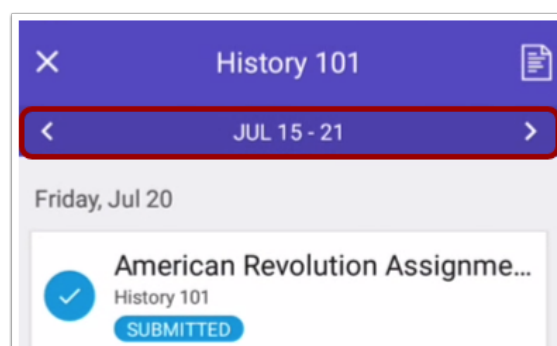 History 101
JUL 15 - 21
Friday, Jul 20
American Revolution Assignme...
History 101
SUBMITTED